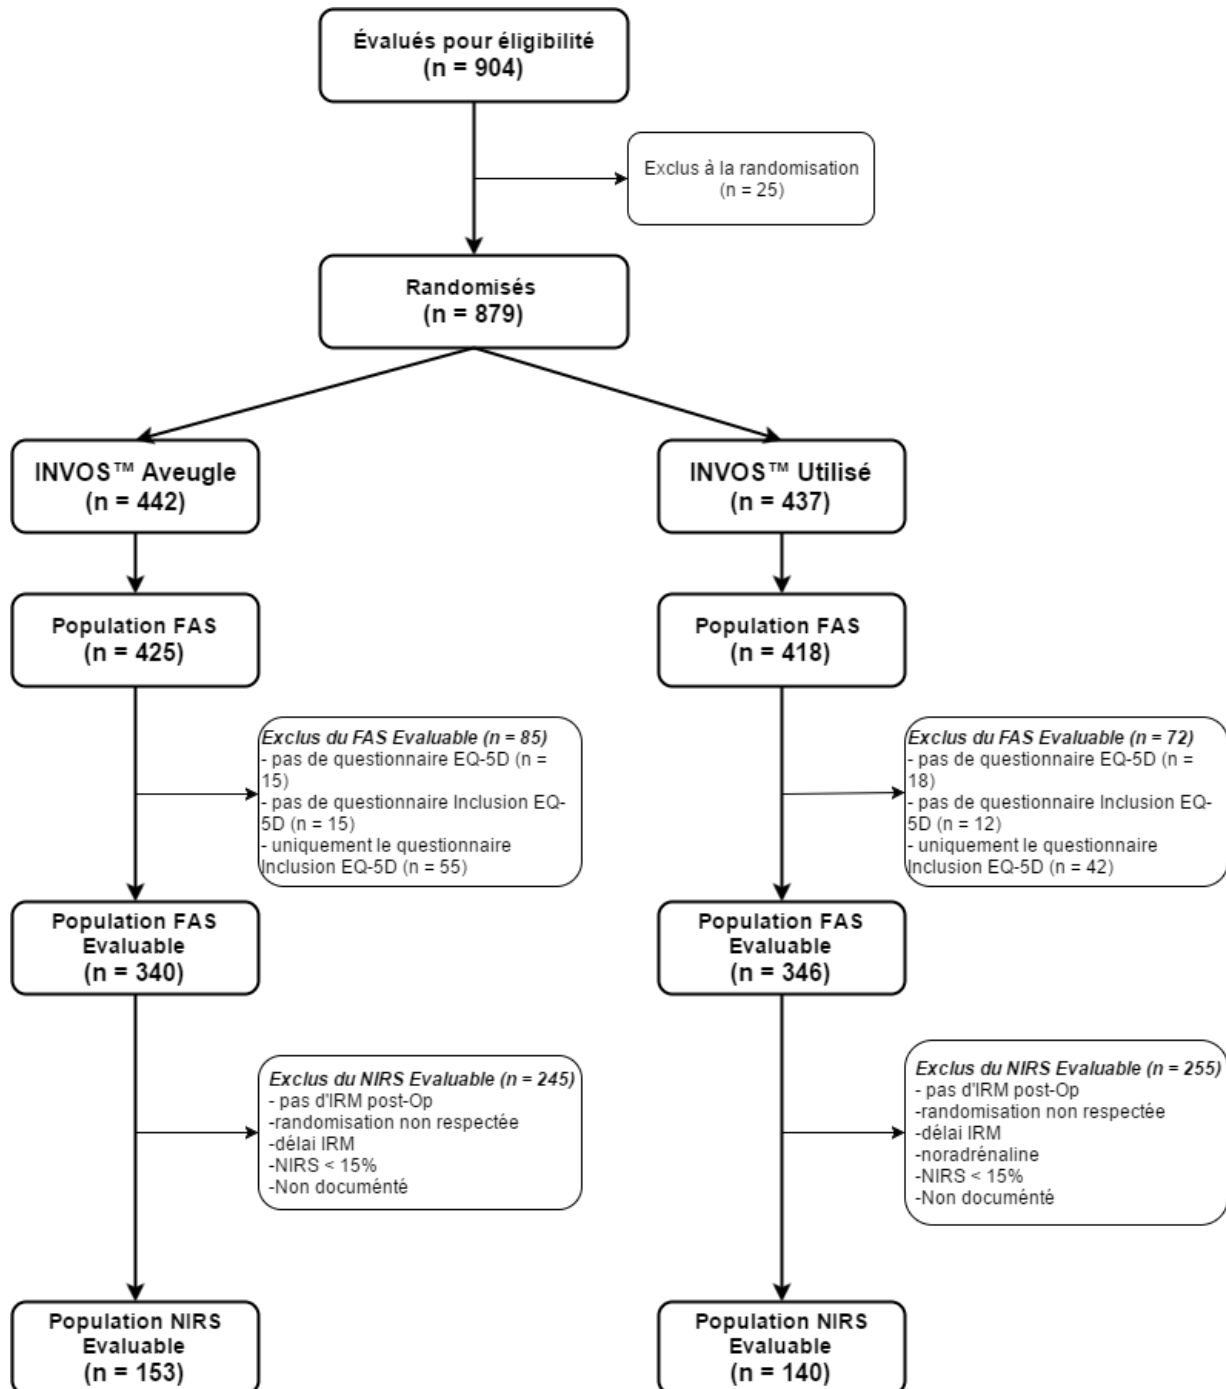 Évalués pour éligibilité
(n = 904)
Exclus à la randomisation
(n = 25)
Randomisés
(n = 879)
INVOS™ Aveugle
(n = 442)
INVOS™ Utilisé
(n = 437)
Population FAS
(n = 425)
Population FAS
(n = 418)
Exclus du FAS Evaluable (n = 85)
- pas de questionnaire EQ-5D (n =
15)
- pas de questionnaire Inclusion EQ-
5D (n = 15)
- uniquement le questionnaire
Inclusion EQ-5D (n = 55)
Exclus du FAS Evaluable (n = 72)
- pas de questionnaire EQ-5D (n =
18)
- pas de questionnaire Inclusion EQ-
5D (n = 12)
- uniquement le questionnaire
Inclusion EQ-5D (n = 42)
Population FAS
Evaluable
(n = 340)
Population FAS
Evaluable
(n = 346)
Exclus du NIRS Evaluable (n = 245)
- pas d'IRM post-Op
-randomisation non respectée
-délai IRM
-NIRS < 15%
-Non documénté
Exclus du NIRS Evaluable (n = 255)
- pas d'IRM post-Op
-randomisation non respectée
-délai IRM
-noradrénaline
-NIRS < 15%
-Non documénté
Population NIRS
Evaluable
(n = 153)
Population NIRS
Evaluable
(n = 140)